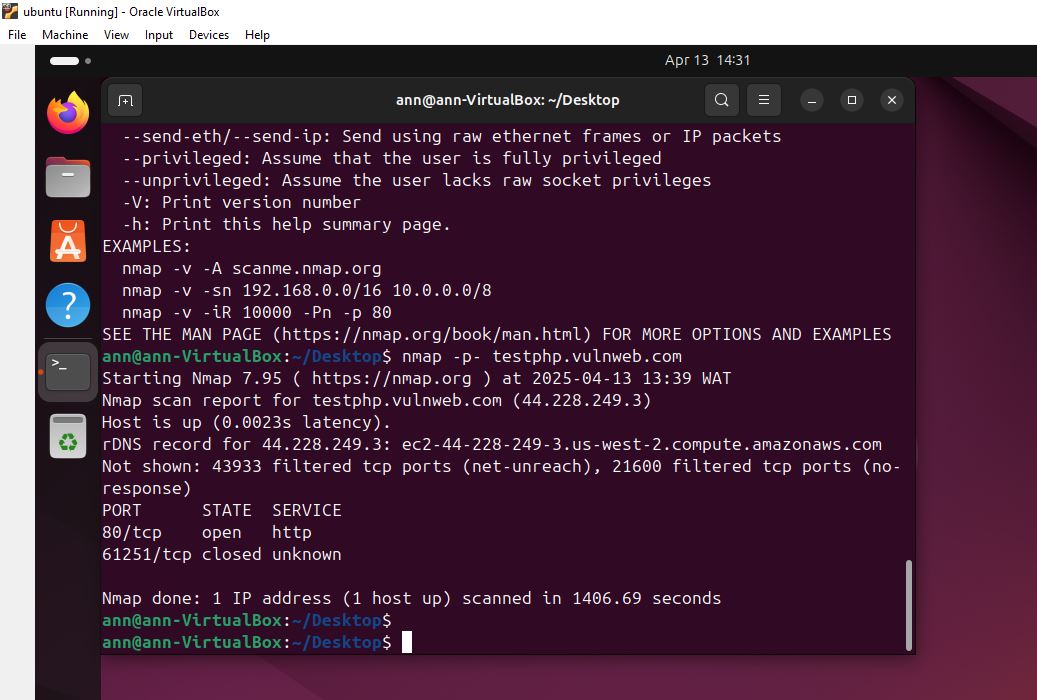 ubuntu [Running] - Oracle VirtualBox
File Machine View Input Devices Help
Apr 13 14:31
ann@ann-VirtualBox: ~/Desktop
--send-eth/--send-ip: Send using raw ethernet frames or IP packets
--privileged: Assume that the user is fully privileged
--unprivileged: Assume the user lacks raw socket privileges
-V: Print version number
-h: Print this help summary page.
EXAMPLES:
nmap -v -A scanme.nmap.org
nmap -v -sn 192.168.0.0/16 10.0.0.0/8
nmap -v -iR 10000 -Pn -p 80
SEE THE MAN PAGE (https://nmap.org/book/man.html) FOR MORE OPTIONS AND EXAMPLES
ann@ann-VirtualBox:~/Desktop$ nmap -p- testphp.vulnweb.com
Starting Nmap 7.95 ( https://nmap.org ) at 2025-04-13 13:39 WAT
Nmap scan report for testphp.vulnweb.com (44.228.249.3)
Host is up (0.0023s latency).
rDNS record for 44.228.249.3: ec2-44-228-249-3.us-west-2.compute.amazonaws.com
Not shown: 43933 filtered tcp ports (net-unreach), 21600 filtered tcp ports (no-
response)
PORT STATE SERVICE
80/tcp open http
61251/tcp closed unknown
Nmap done: 1 IP address (1 host up) scanned in 1406.69 seconds
ann@ann-VirtualBox:~/Desktop$
ann@ann-VirtualBox:~/Desktop$